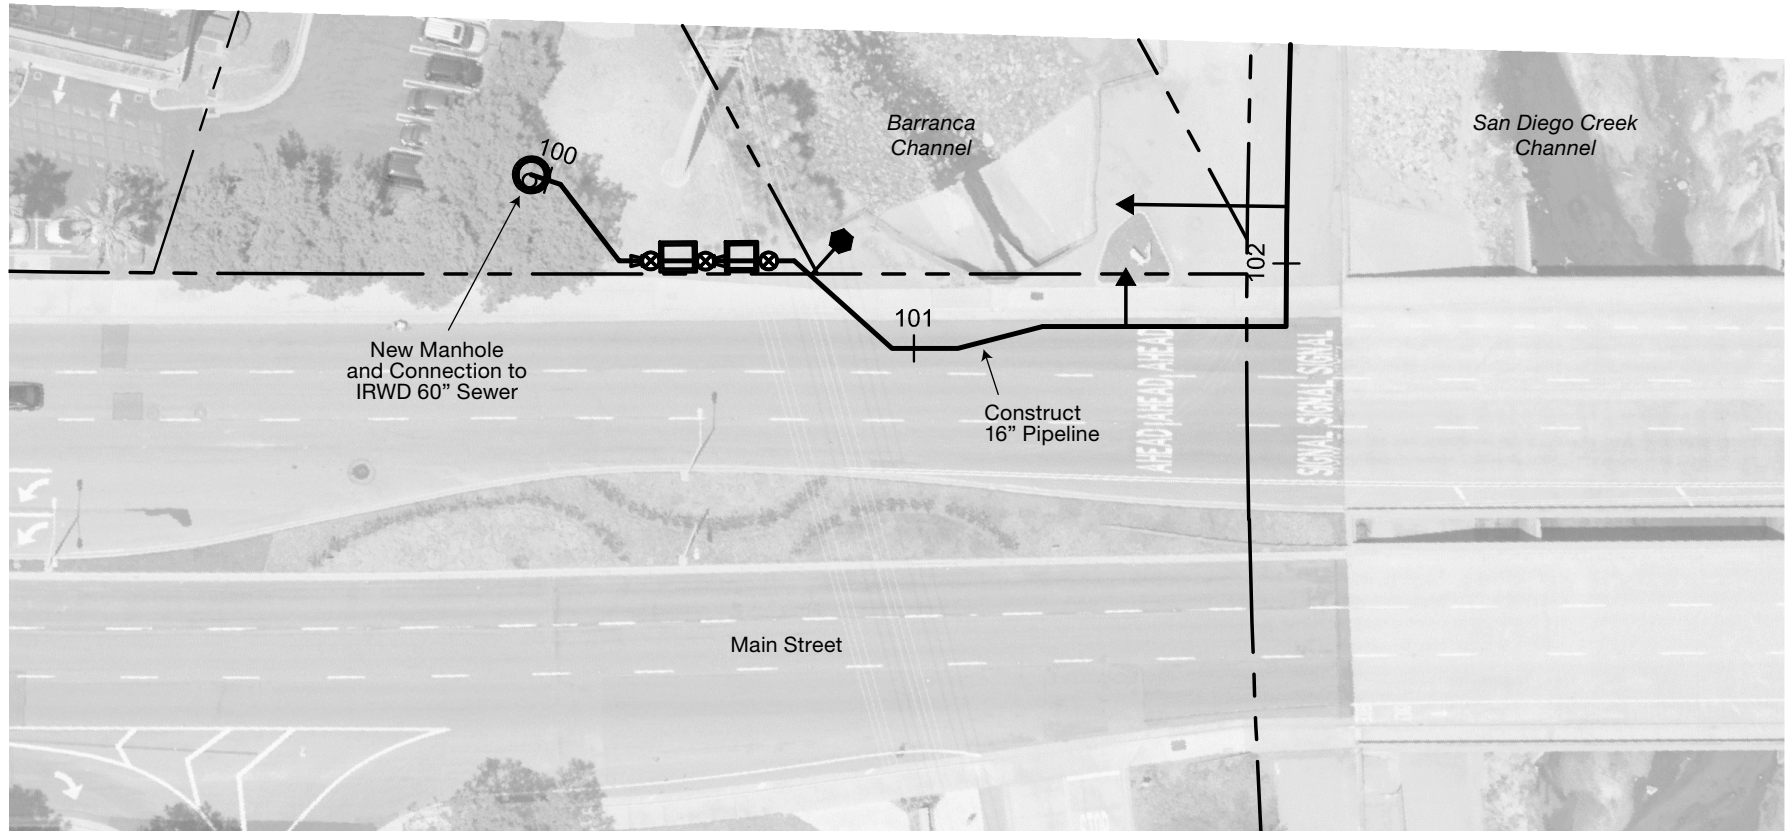 100
Barranca
Channel
San Diego Creek
Channel
102
101
New Manhole
and Connection to
IRWD 60” Sewer
Construct
16” Pipeline
AHEAD AHEAD AHEAD
SIGNAL SIGNAL SIGNAL
Main Street